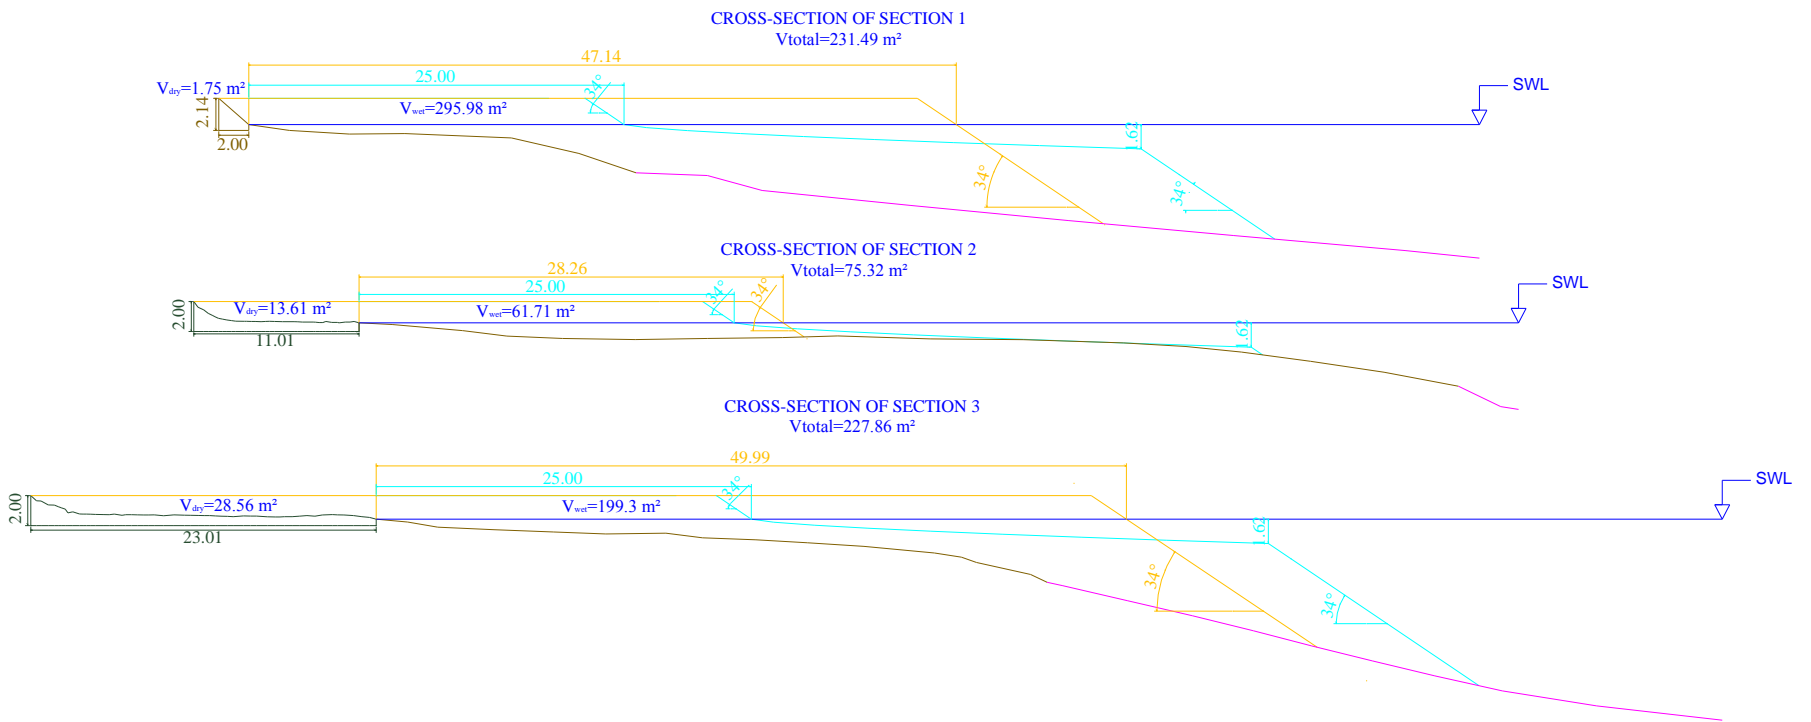 CROSS-SECTION OF SECTION 1
Vtotal=231.49 m²
47.14
25.00
34°
SWL
Vdry=1.75 m²
Vwet=295.98 m²
2.14
2.00
1.62
34°
34°
CROSS-SECTION OF SECTION 2
Vtotal=75.32 m²
28.26
25.00
34°
34°
SWL
2.00
Vdry=13.61 m²
Vwet=61.71 m²
11.01
1.62
CROSS-SECTION OF SECTION 3
Vtotal=227.86 m²
49.99
25.00
34°
SWL
2.00
Vdry=28.56 m²
Vwet=199.3 m²
23.01
1.62
34°
34°